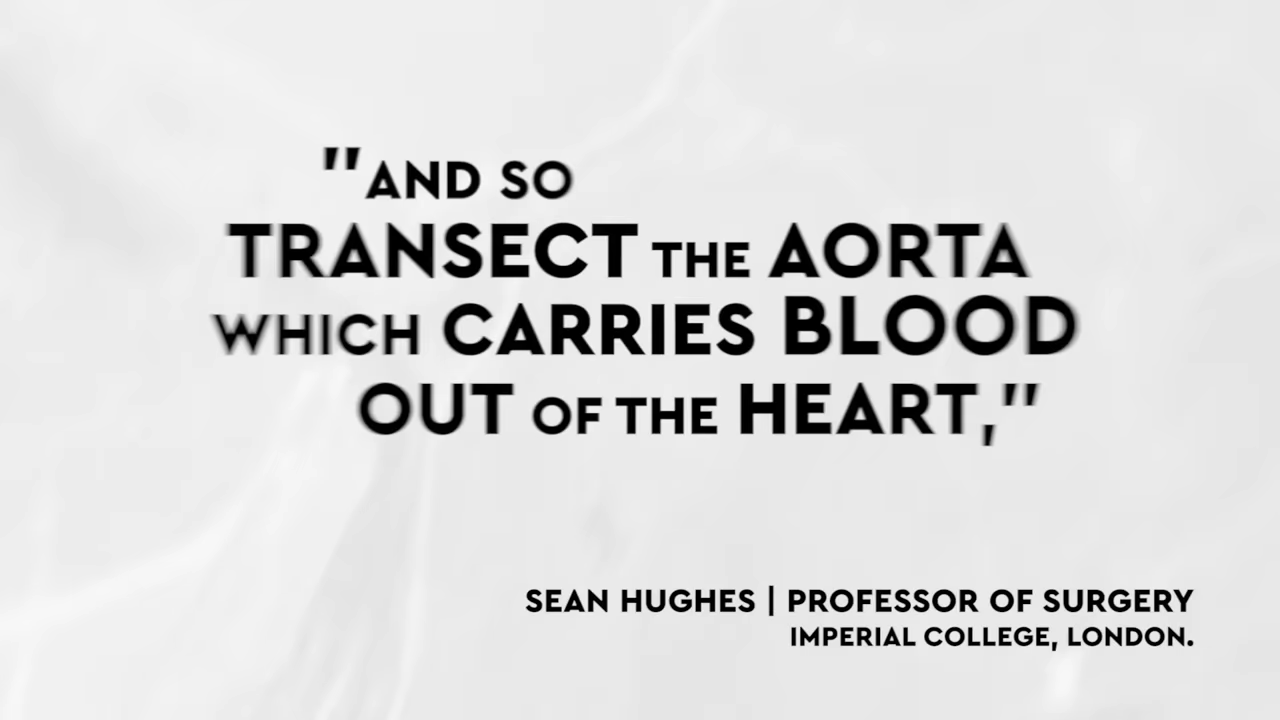 "AND SO
TRANSECT THE AORTA
WHICH CARRIES BLOOD
OUT OF THE HEART,"
SEAN HUGHES | PROFESSOR OF SURGERY
IMPERIAL COLLEGE, LONDON.